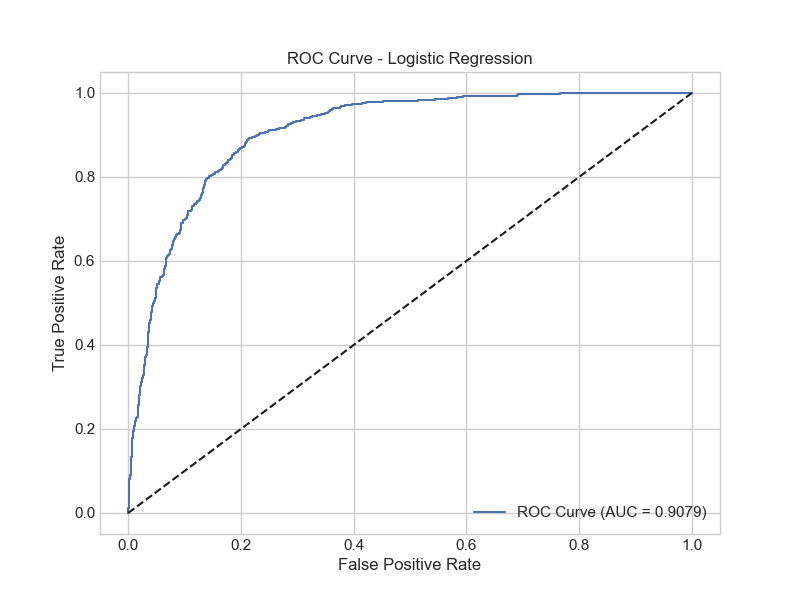 ROC Curve - Logistic Regression
True Positive Rate
1.0
0.8
0.6
0.4
0.2
0.0
ROC Curve (AUC = 0.9079)
0.0 0.2 0.4 0.6 0.8 1.0
False Positive Rate